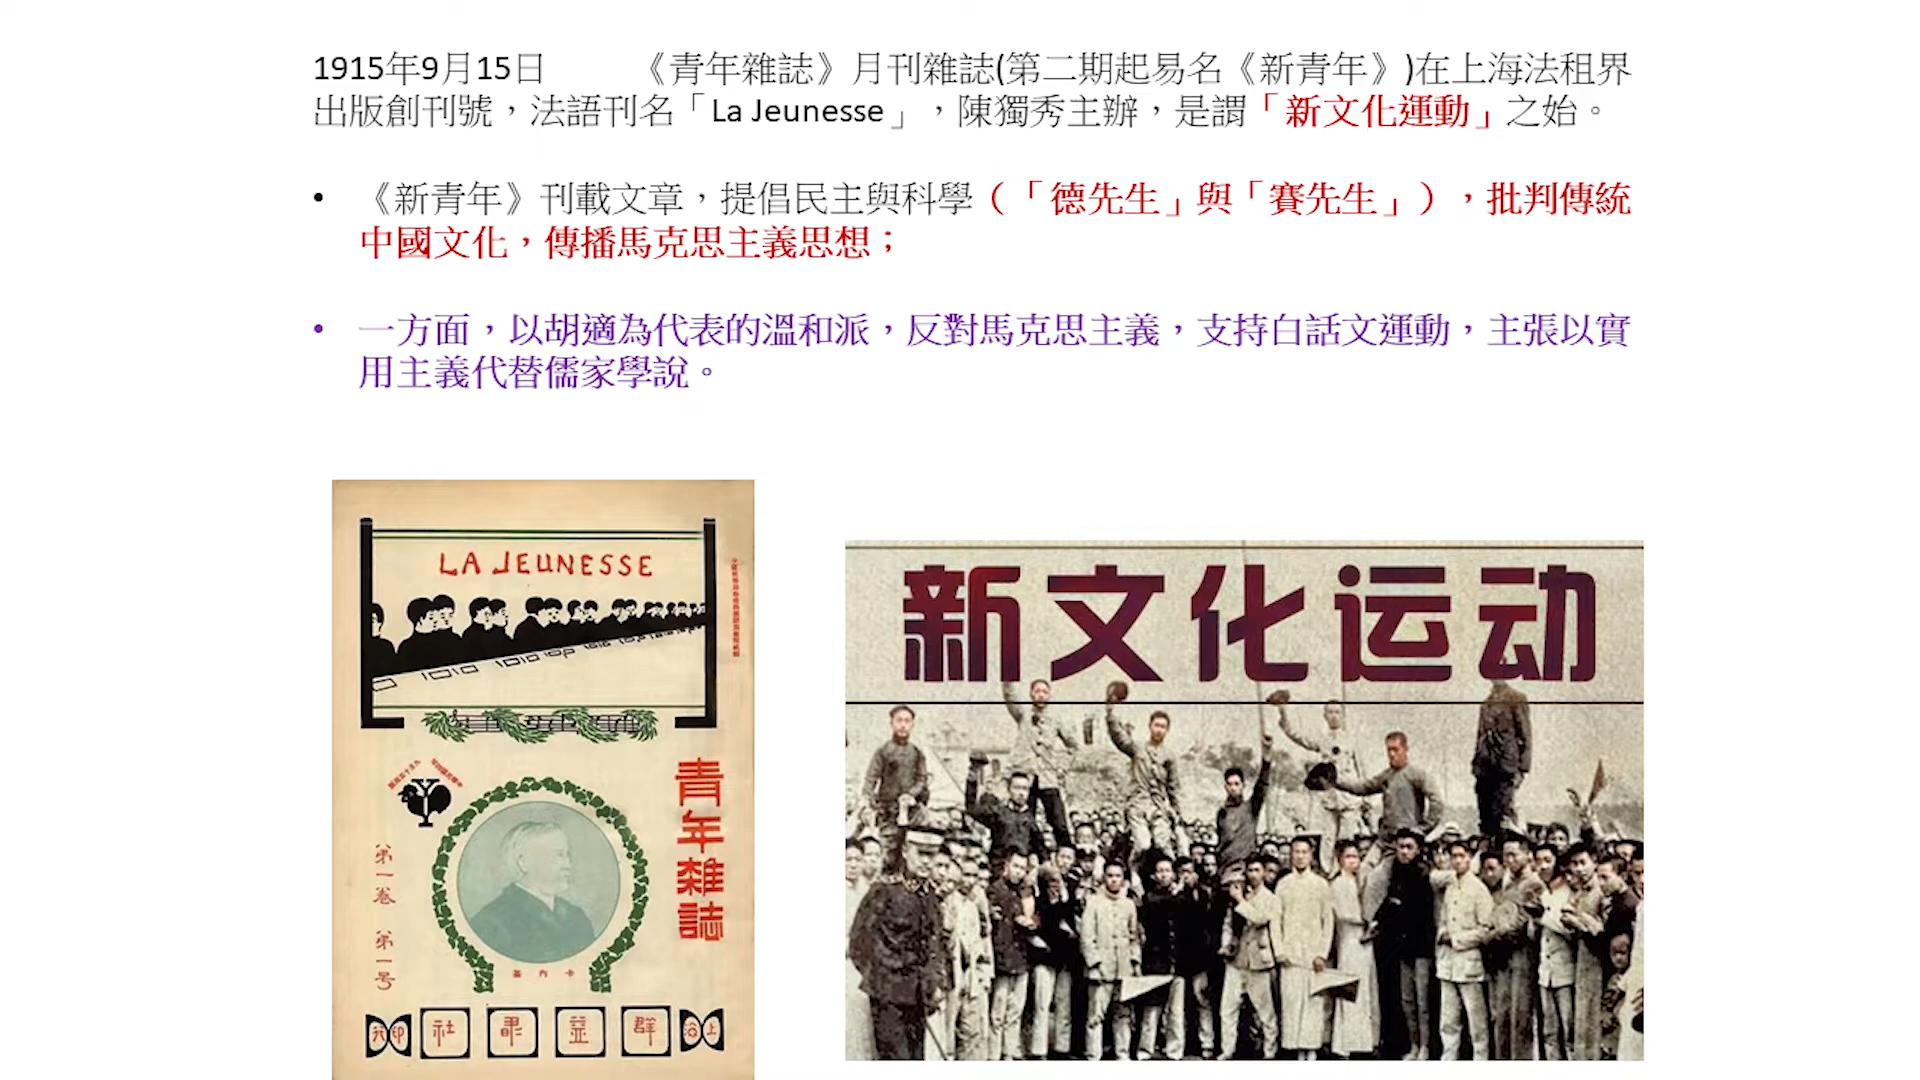 1915年9月15日 《青年雜誌》月刊雜誌(第二期起易名《新青年》)在上海法租界
出版創刊號，法語刊名「La Jeunesse」，陳獨秀主辦，是謂「新文化運動」之始。
• 《新青年》刊載文章，提倡民主與科學（「德先生」與「賽先生」），批判傳統
中國文化，傳播馬克思主義思想；
• 一方面，以胡適為代表的溫和派，反對馬克思主義，支持白話文運動，主張以實
用主義代替儒家學說。
LA JEUNESSE
青年雜誌
第一卷 第一号
卡內基
上海
群益書社
印行
新文化运动